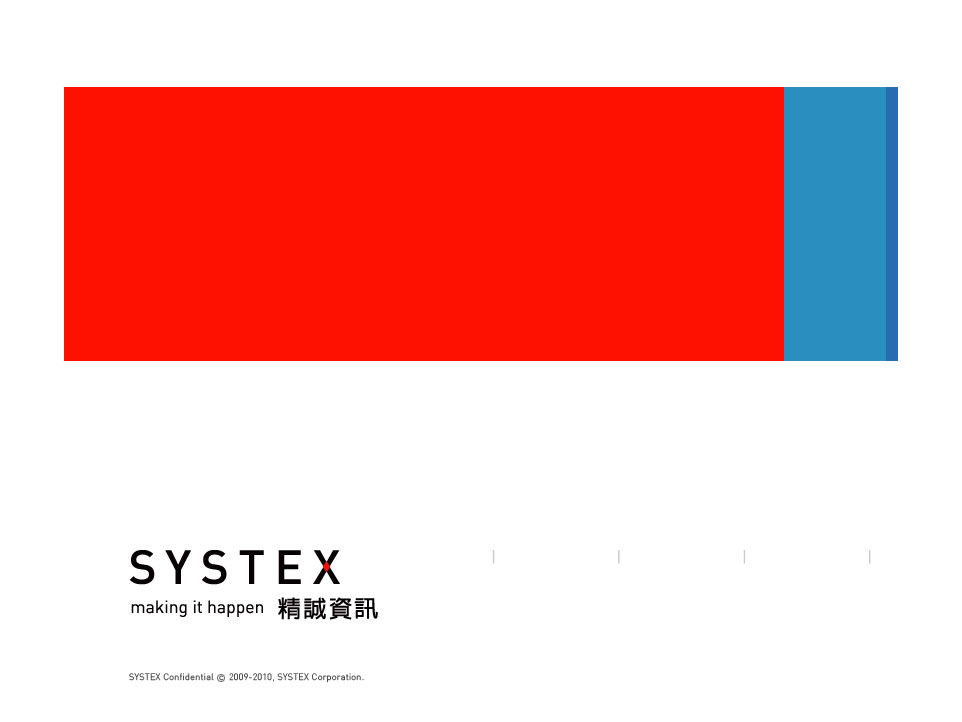 SYSTEX
making it happen 精誠資訊
SYSTEX Confidential © 2009-2010, SYSTEX Corporation.